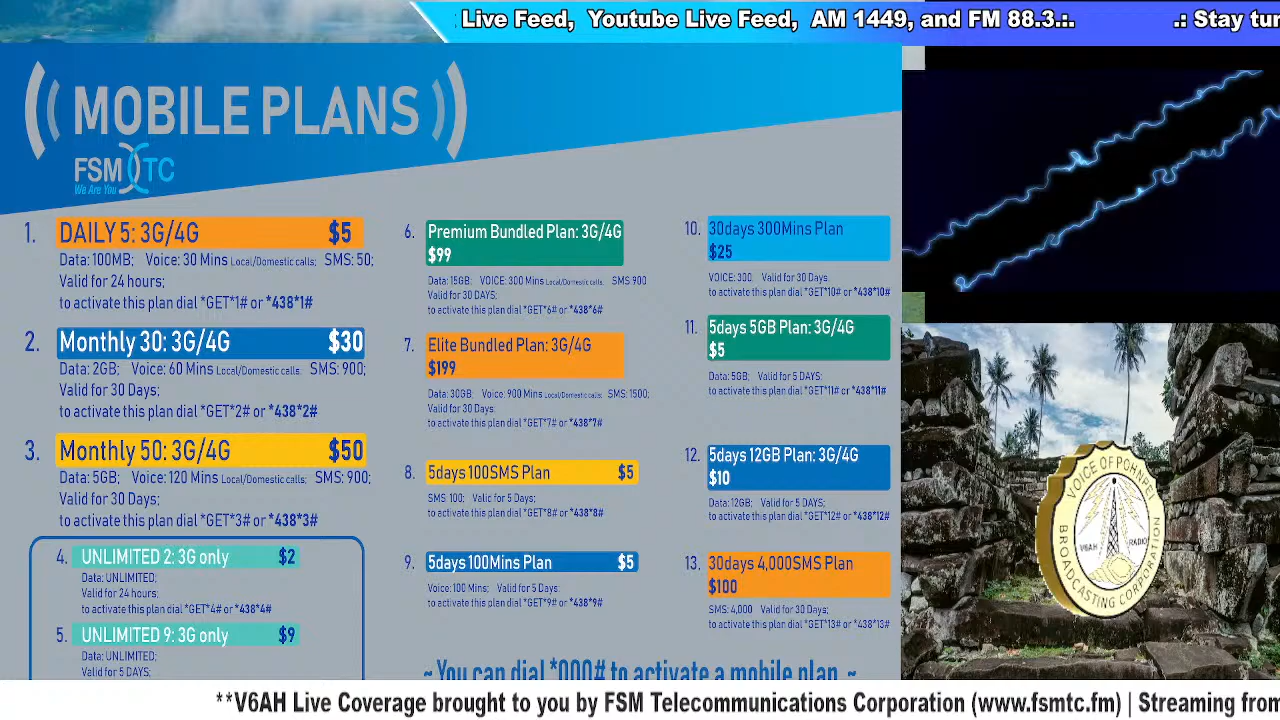 Live Feed, Youtube Live Feed, AM 1449, and FM 88.3.:. .: Stay tu
MOBILE PLANS
FSMTC
We Are You
1. DAILY 5: 3G/4G $5
Data: 100MB; Voice: 30 Mins Local/Domestic calls; SMS: 50;
Valid for 24 hours;
to activate this plan dial *GET*1# or *438*1#
2. Monthly 30: 3G/4G $30
Data: 2GB; Voice: 60 Mins Local/Domestic calls. SMS: 900;
Valid for 30 Days;
to activate this plan dial *GET*2# or *438*2#
3. Monthly 50: 3G/4G $50
Data: 5GB; Voice: 120 Mins Local/Domestic calls; SMS: 900;
Valid for 30 Days;
to activate this plan dial *GET*3# or *438*3#
4. UNLIMITED 2: 3G only $2
Data: UNLIMITED;
Valid for 24 hours;
to activate this plan dial *GET*4# or *438*4#
5. UNLIMITED 9: 3G only $9
Data: UNLIMITED;
Valid for 5 DAYS;
6. Premium Bundled Plan: 3G/4G
$99
Data: 15GB; VOICE: 300 Mins Local/Domestic calls; SMS 900
Valid for 30 DAYS;
to activate this plan dial *GET*6# or *438*6#
7. Elite Bundled Plan: 3G/4G
$199
Data: 30GB; Voice: 900 Mins Local/Domestic calls; SMS: 1500;
Valid for 30 Days;
to activate this plan dial *GET*7# or *438*7#
8. 5days 100SMS Plan $5
SMS 100; Valid for 5 Days;
to activate this plan dial *GET*8# or *438*8#
9. 5days 100Mins Plan $5
Voice: 100 Mins; Valid for 5 Days:
to activate this plan dial *GET*9# or *438*9#
10. 30days 300Mins Plan
$25
VOICE: 300 Valid for 30 Days.
to activate this plan dial *GET*10# or *438*10#
11. 5days 5GB Plan: 3G/4G
$5
Data: 5GB; Valid for 5 DAYS:
to activate this plan dial *GET*11# or *438*11#
12. 5days 12GB Plan: 3G/4G
$10
Data: 12GB; Valid for 5 DAYS;
to activate this plan dial *GET*12# or *438*12#
13. 30days 4,000SMS Plan
$100
SMS: 4,000 Valid for 30 Days;
to activate this plan dial *GET*13# or *438*13#
~ You can dial *000# to activate a mobile plan ~
VOICE OF POHNPEI
V6AH RADIO
BROADCASTING CORPORATION
**V6AH Live Coverage brought to you by FSM Telecommunications Corporation (www.fsmtc.fm) | Streaming from